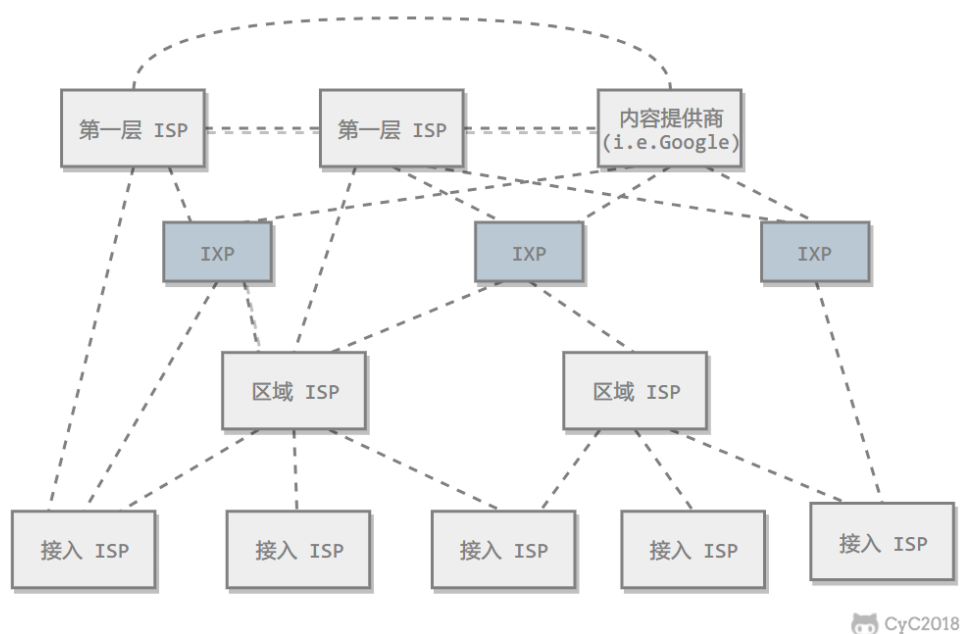 第一层 ISP
第一层 ISP
内容提供商
(i.e.Google)
IXP
IXP
IXP
区域 ISP
区域 ISP
接入 ISP
接入 ISP
接入 ISP
接入 ISP
接入 ISP
CyC2018